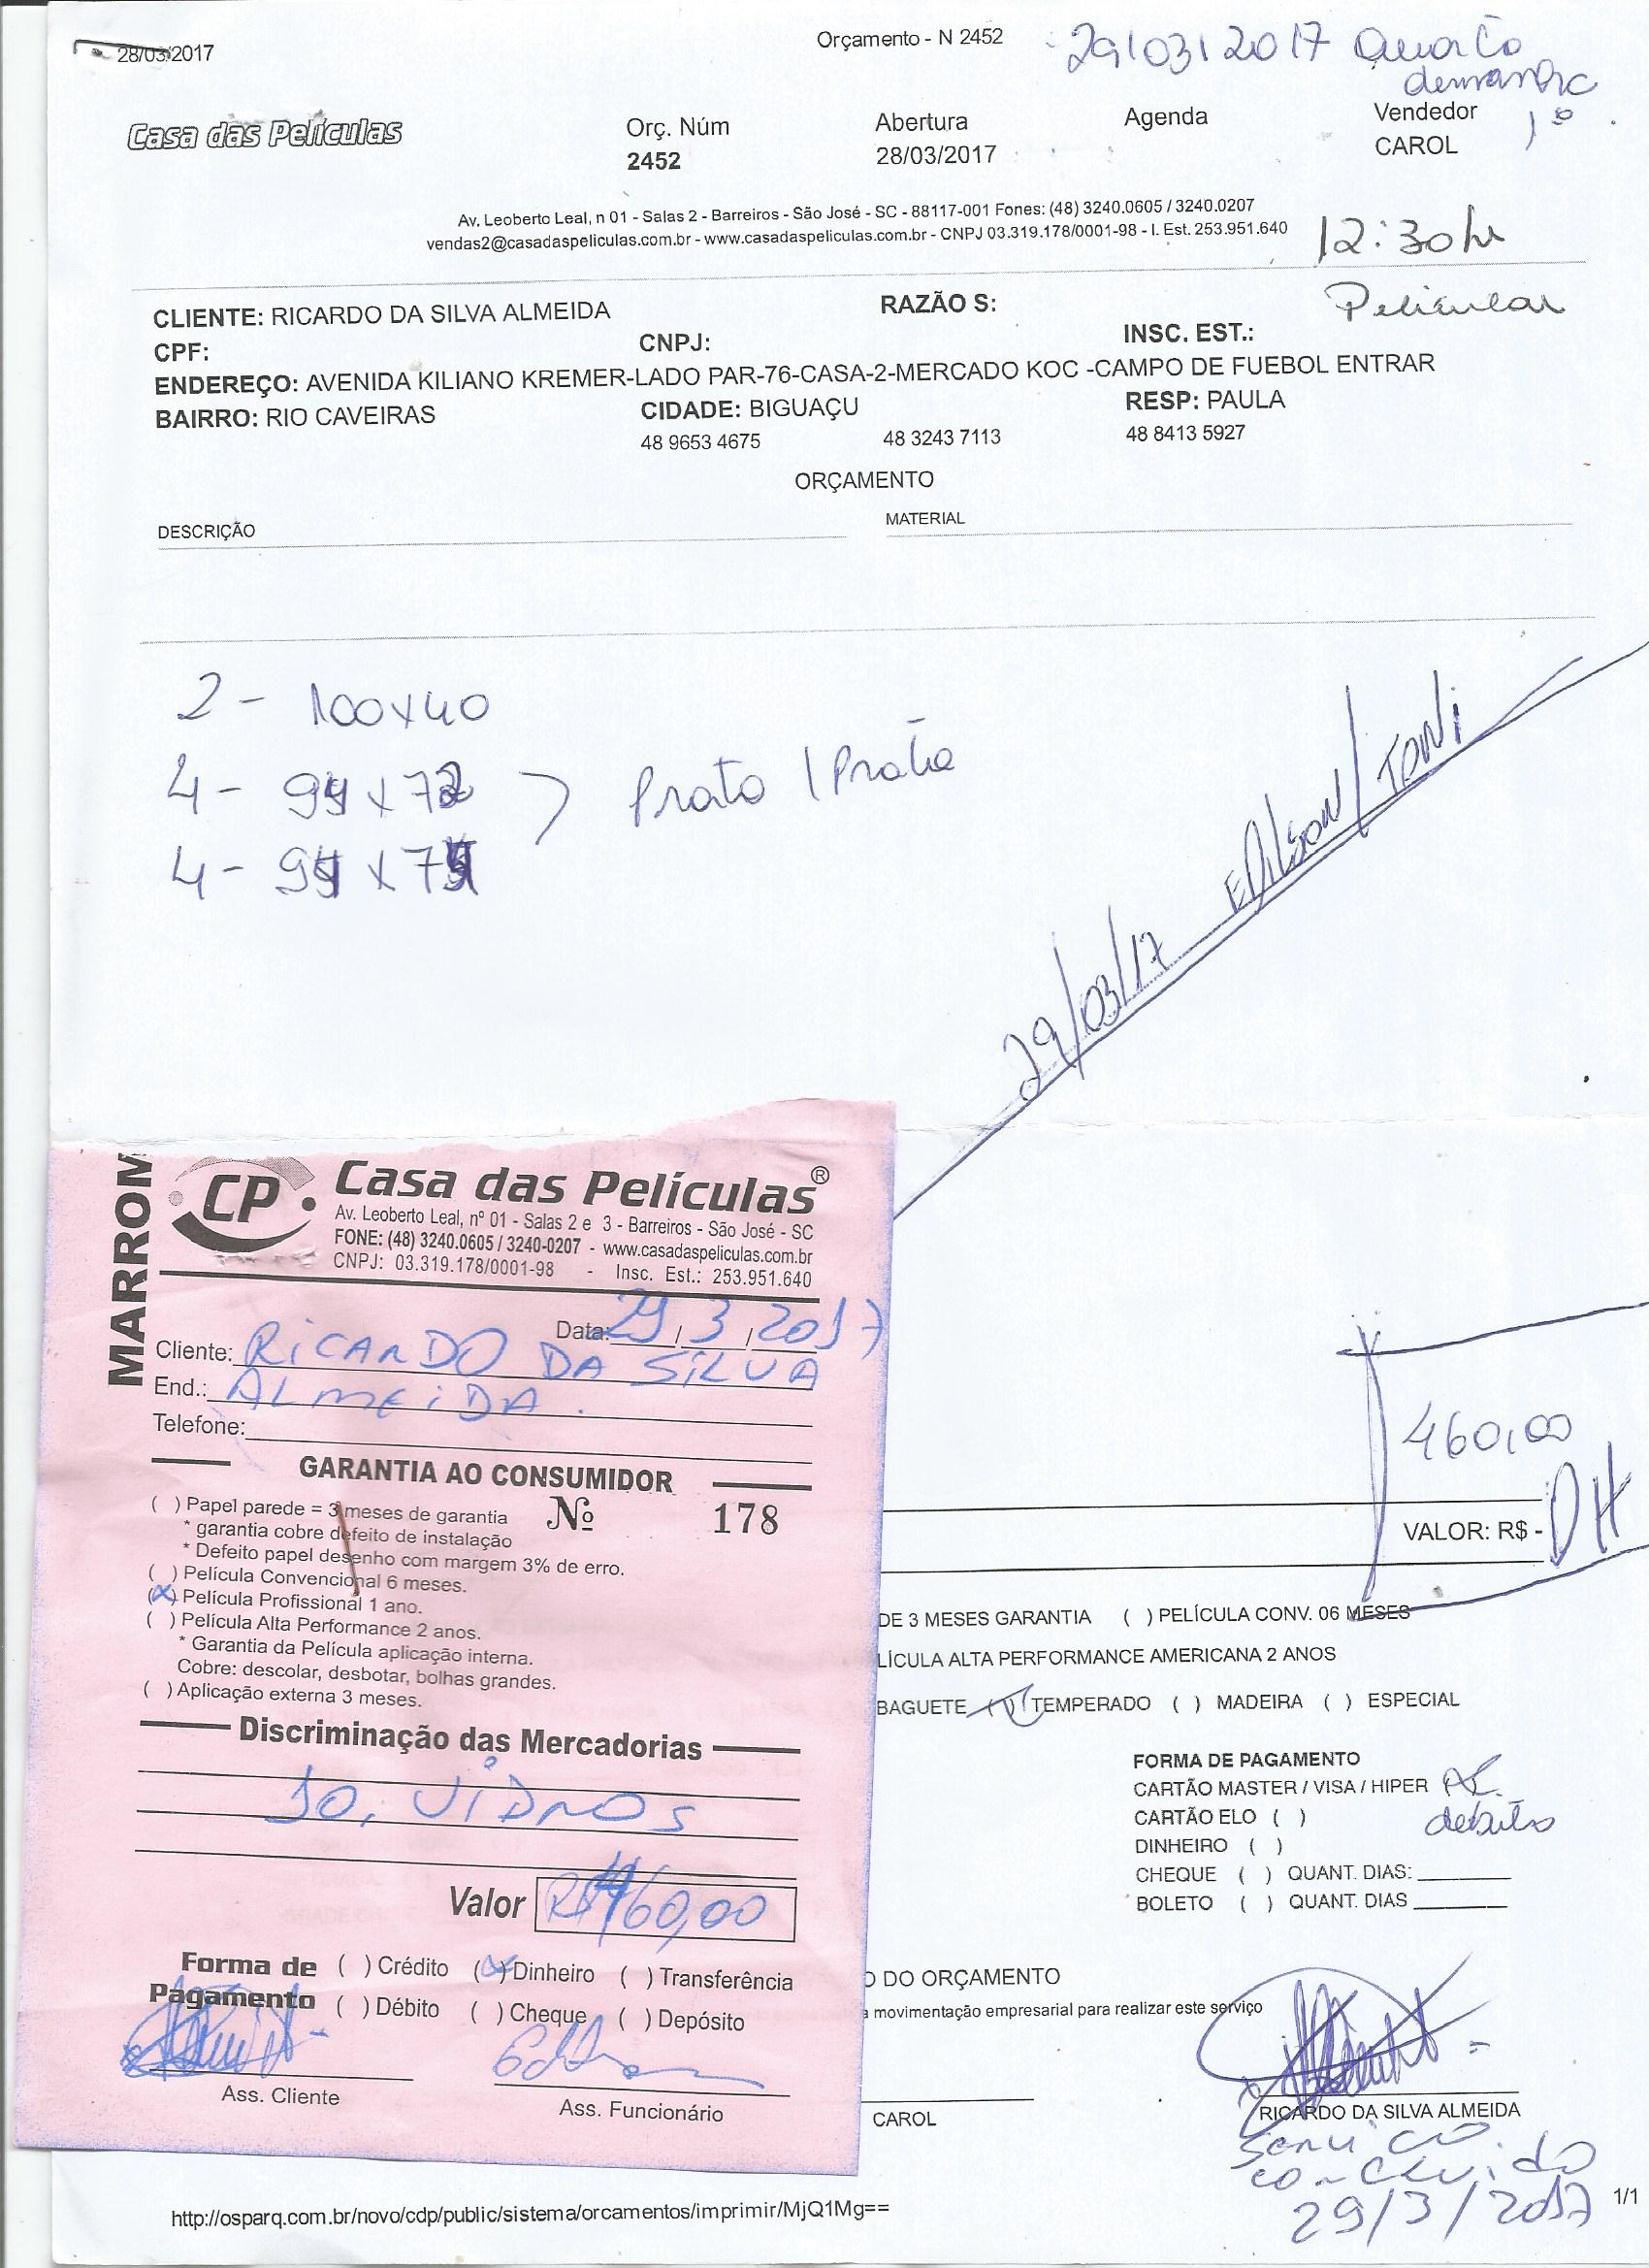 28/03/2017
Orçamento - N 2452
29/03/2017
Casa das Películas
Orç. Núm
2452
Abertura
28/03/2017
Agenda
Vendedor
CAROL
1º
Av. Leoberto Leal, n 01 - Salas 2 - Barreiros - São José - SC - 88117-001 Fones: (48) 3240.0605 / 3240.0207
vendas2@casadaspeliculas.com.br - www.casadaspeliculas.com.br - CNPJ 03.319.178/0001-98 - I. Est. 253.951.640
12:30hr
Pelicular
CLIENTE: RICARDO DA SILVA ALMEIDA
RAZÃO S:
CPF:
CNPJ:
INSC. EST.:
ENDEREÇO: AVENIDA KILIANO KREMER-LADO PAR-76-CASA-2-MERCADO KOC -CAMPO DE FUEBOL ENTRAR
BAIRRO: RIO CAVEIRAS
CIDADE: BIGUAÇU
RESP: PAULA
48 9653 4675
48 3243 7113
48 8413 5927
ORÇAMENTO
DESCRIÇÃO
MATERIAL
2 - 100x40
4 - 94 x 72
4 -
Prata / Prata
29/03/17 EDILSON / TONI
MARROM
CP
Casa das Películas®
Av. Leoberto Leal, nº 01 - Salas 2 e 3 - Barreiros - São José - SC
FONE: (48) 3240.0605 / 3240-0207 - www.casadaspeliculas.com.br
CNPJ: 03.319.178/0001-98 - Insc. Est.: 253.951.640
Data: 29/3/2017
Cliente: RICARDO DA SILVA
End.: ALMEIDA.
Telefone:
GARANTIA AO CONSUMIDOR
Nº 178
( ) Papel parede = 3 meses de garantia
* garantia cobre defeito de instalação
* Defeito papel desenho com margem 3% de erro.
( ) Película Convencional 6 meses.
(x) Película Profissional 1 ano.
( ) Película Alta Performance 2 anos.
* Garantia da Película aplicação interna.
Cobre: descolar, desbotar, bolhas grandes.
( ) Aplicação externa 3 meses.
Discriminação das Mercadorias
10, VIDROS
Valor R$ 460,00
Forma de Pagamento
( ) Crédito (x) Dinheiro ( ) Transferência
( ) Débito ( ) Cheque ( ) Depósito
Ass. Cliente
Ass. Funcionário
460,00
VALOR: R$ - DH
DE 3 MESES GARANTIA ( ) PELÍCULA CONV. 06 MESES
LÍCULA ALTA PERFORMANCE AMERICANA 2 ANOS
BAGUETE ( ) TEMPERADO ( ) MADEIRA ( ) ESPECIAL
FORMA DE PAGAMENTO
CARTÃO MASTER / VISA / HIPER
CARTÃO ELO ( )
debito
DINHEIRO ( )
CHEQUE ( ) QUANT. DIAS:
BOLETO ( ) QUANT. DIAS
O DO ORÇAMENTO
a movimentação empresarial para realizar este serviço
CAROL
RICARDO DA SILVA ALMEIDA
Serviço
concluido
29/3/2017
http://osparq.com.br/novo/cdp/public/sistema/orcamentos/imprimir/MjQ1Mg==
1/1